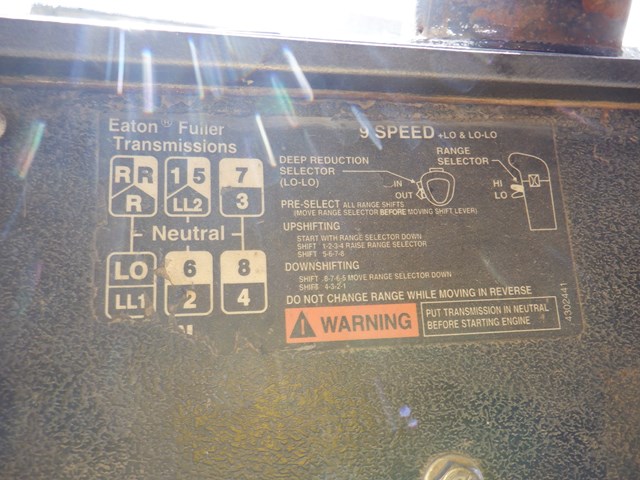 Eaton ® Fuller
Transmissions
RR R 15 LL2 7 3
Neutral
LO LL1 6 2 8 4
9 SPEED +LO & LO-LO
DEEP REDUCTION
SELECTOR
(LO-LO)
IN
OUT
RANGE
SELECTOR
HI
LO
PRE-SELECT ALL RANGE SHIFTS
(MOVE RANGE SELECTOR BEFORE MOVING SHIFT LEVER)
UPSHIFTING
START WITH RANGE SELECTOR DOWN
SHIFT 1-2-3-4 RAISE RANGE SELECTOR
SHIFT 5-6-7-8
DOWNSHIFTING
SHIFT 8-7-6-5 MOVE RANGE SELECTOR DOWN
SHIFT 4-3-2-1
DO NOT CHANGE RANGE WHILE MOVING IN REVERSE
WARNING
PUT TRANSMISSION IN NEUTRAL
BEFORE STARTING ENGINE
4302441